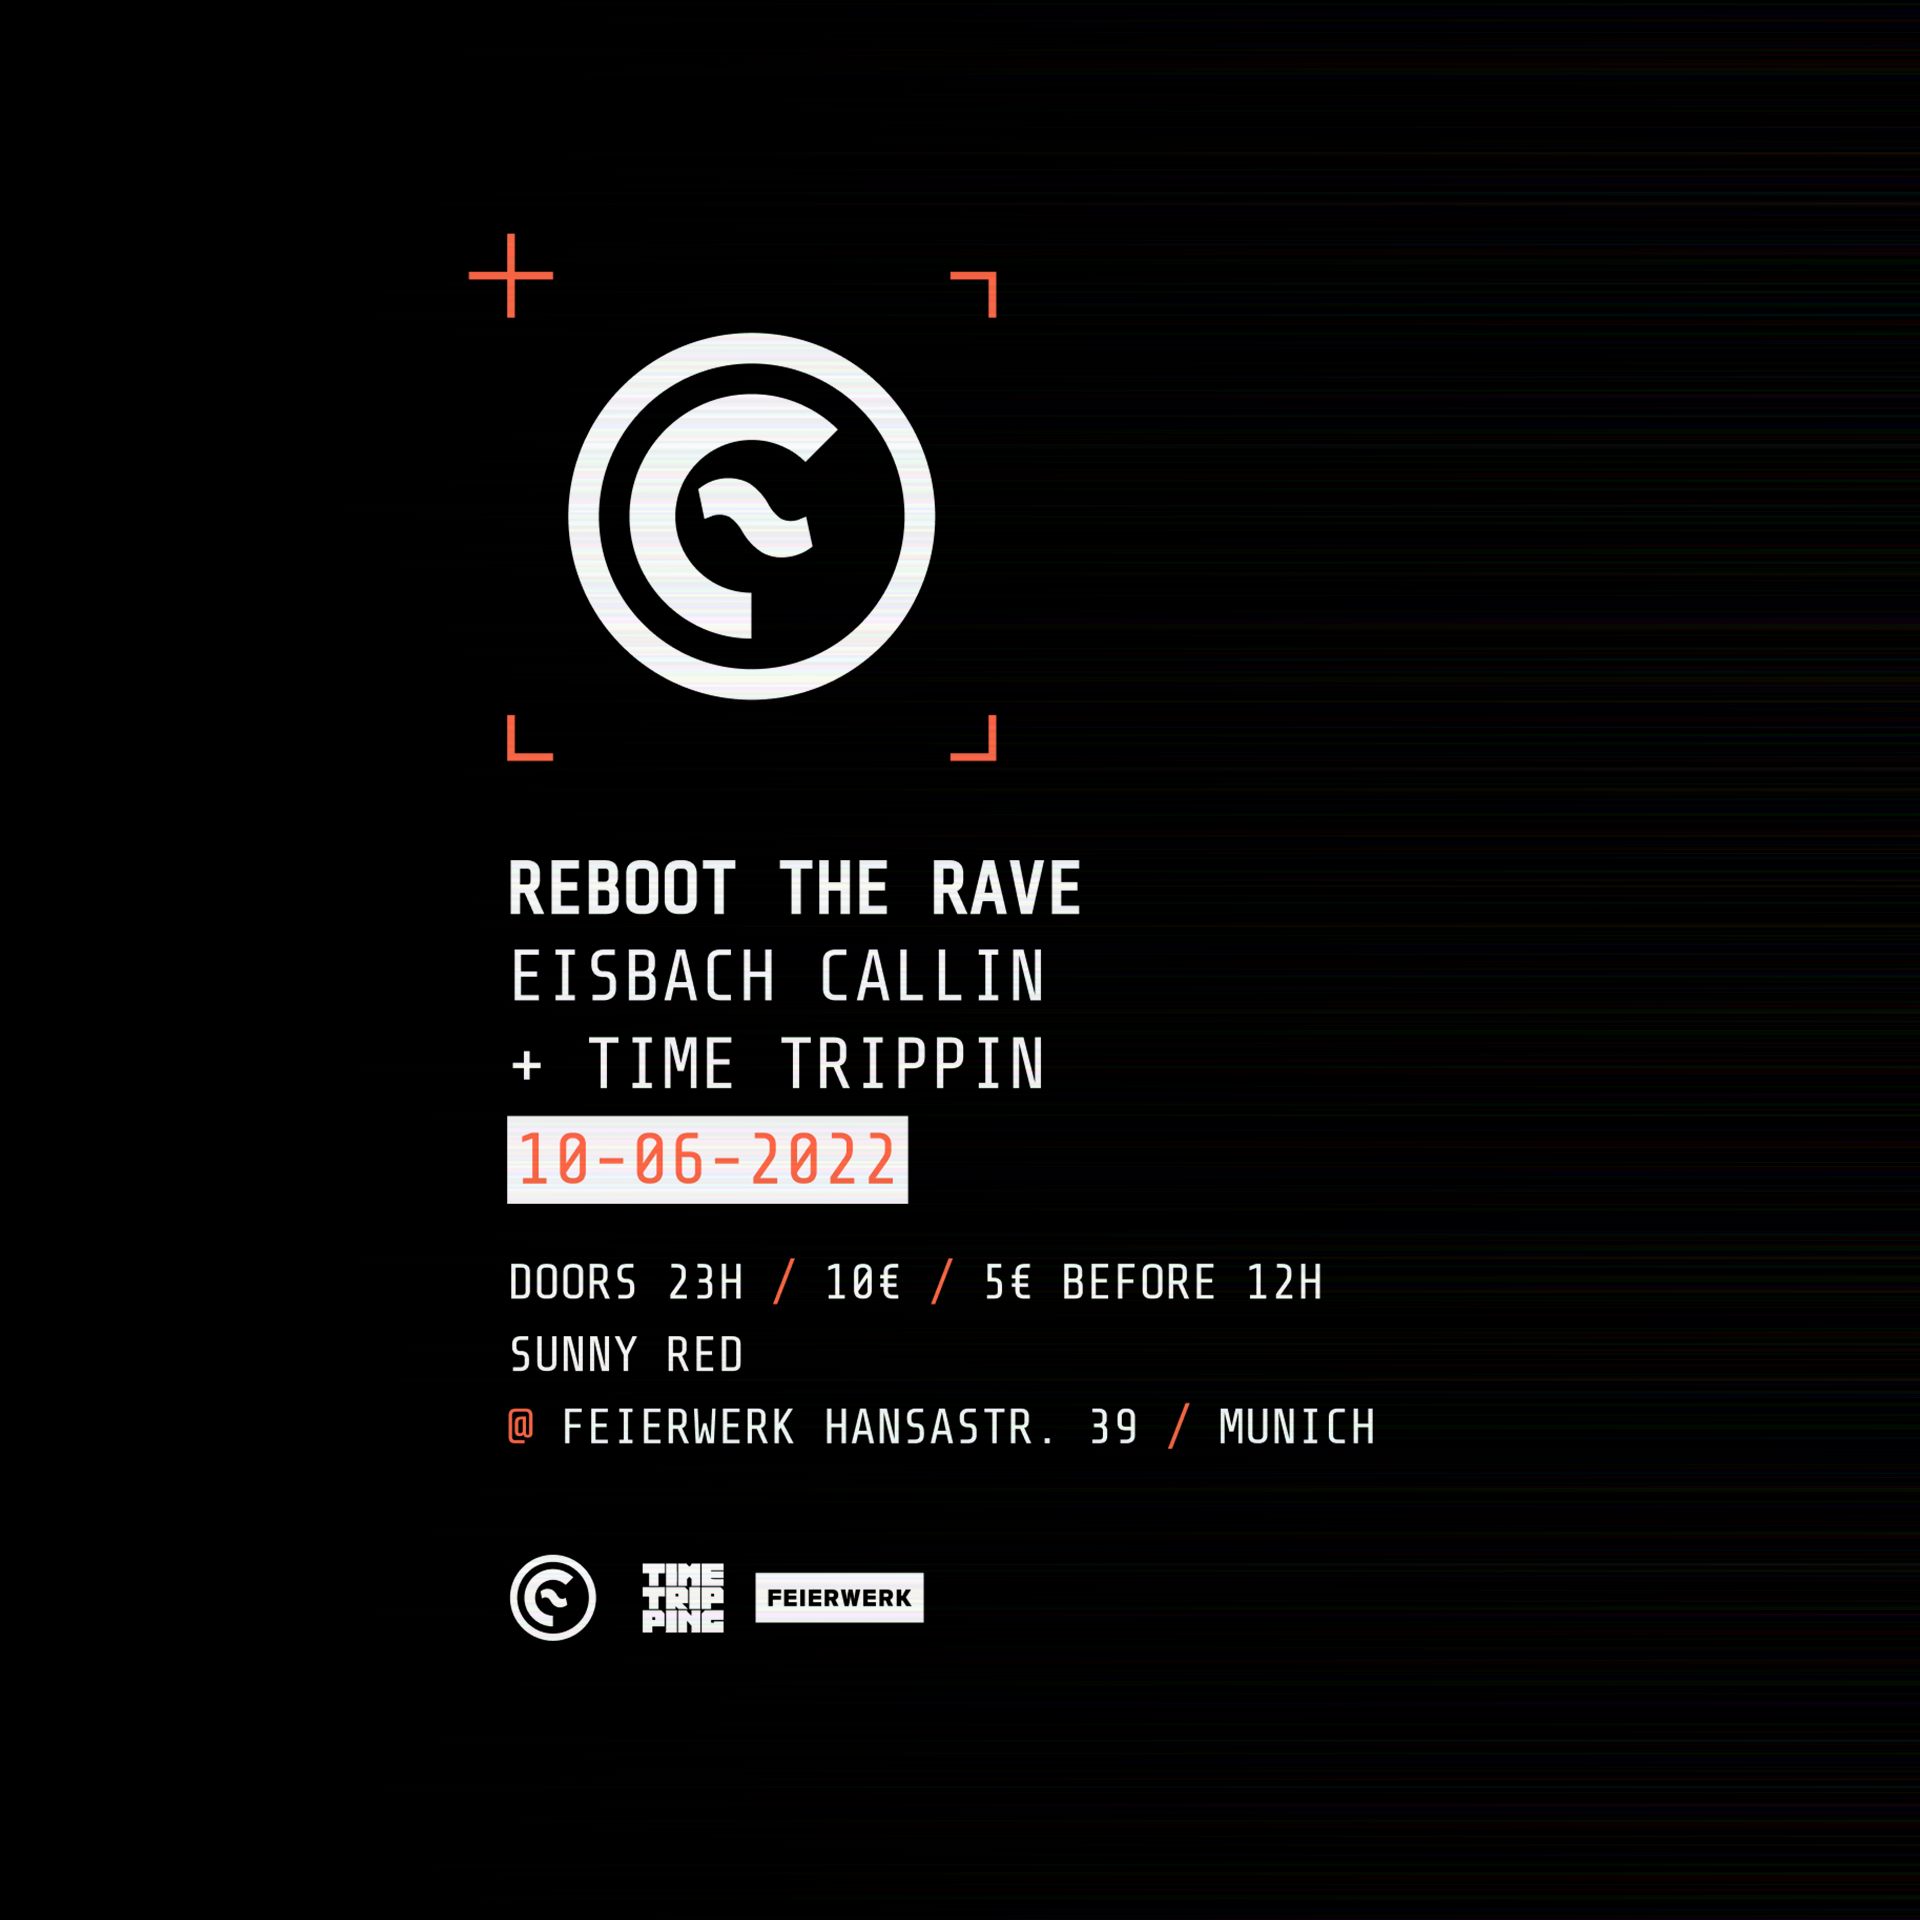 REBOOT THE RAVE
EISBACH CALLIN
+ TIME TRIPPIN
10-06-2022
DOORS 23H / 10€ / 5€ BEFORE 12H
SUNNY RED
@ FEIERWERK HANSASTR. 39 / MUNICH
TIME
TRIP
PING
FEIERWERK